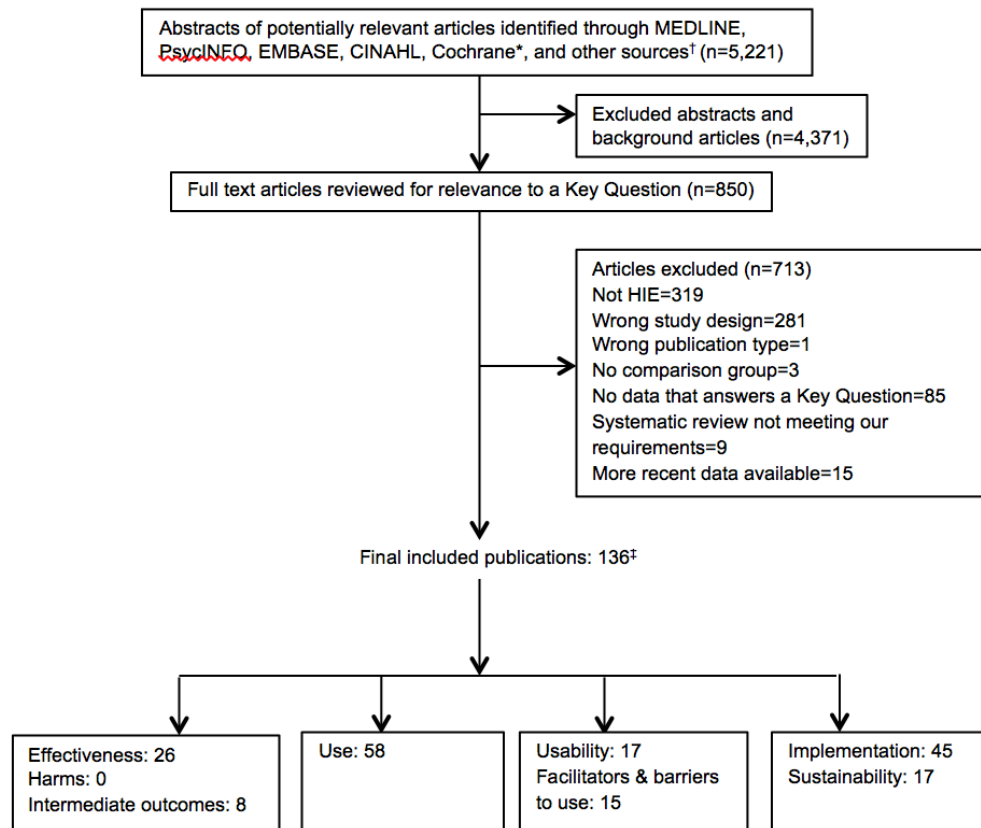 Abstracts of potentially relevant articles identified through MEDLINE,
PsycINFO, EMBASE, CINAHL, Cochrane*, and other sources† (n=5,221)
Excluded abstracts and
background articles (n=4,371)
Full text articles reviewed for relevance to a Key Question (n=850)
Articles excluded (n=713)
Not HIE=319
Wrong study design=281
Wrong publication type=1
No comparison group=3
No data that answers a Key Question=85
Systematic review not meeting our
requirements=9
More recent data available=15
Final included publications: 136‡
Effectiveness: 26
Harms: 0
Intermediate outcomes: 8
Use: 58
Usability: 17
Facilitators & barriers
to use: 15
Implementation: 45
Sustainability: 17